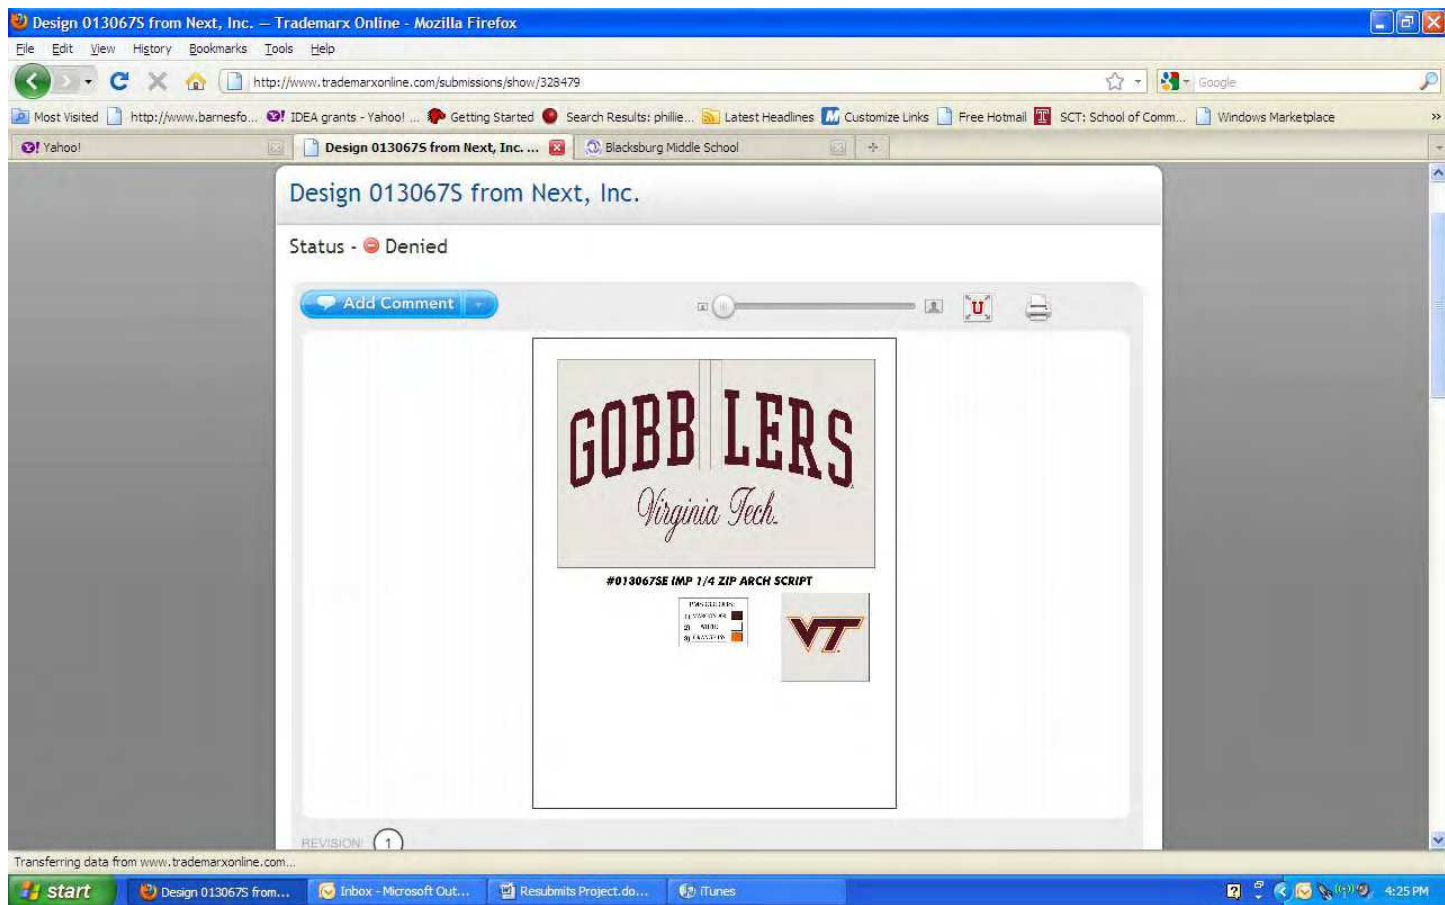 Design 013067S from Next, Inc. — Trademarx Online - Mozilla Firefox
File Edit View History Bookmarks Tools Help
http://www.trademarxonline.com/submissions/show/328479
Google
Most Visited http://www.barnesfo... IDEA grants - Yahoo! ... Getting Started Search Results: phillie... Latest Headlines Customize Links Free Hotmail SCT: School of Comm... Windows Marketplace »
Yahoo! Design 013067S from Next, Inc. ... Blacksburg Middle School
Design 013067S from Next, Inc.
Status - Denied
Add Comment
U
GOBBLERS
Virginia Tech
#013067SE IMP 1/4 ZIP ARCH SCRIPT
VT
REVISION: 1
Transferring data from www.trademarxonline.com...
start Design 013067S from... Inbox - Microsoft Out... Resubmits Project.do... iTunes 4:25 PM